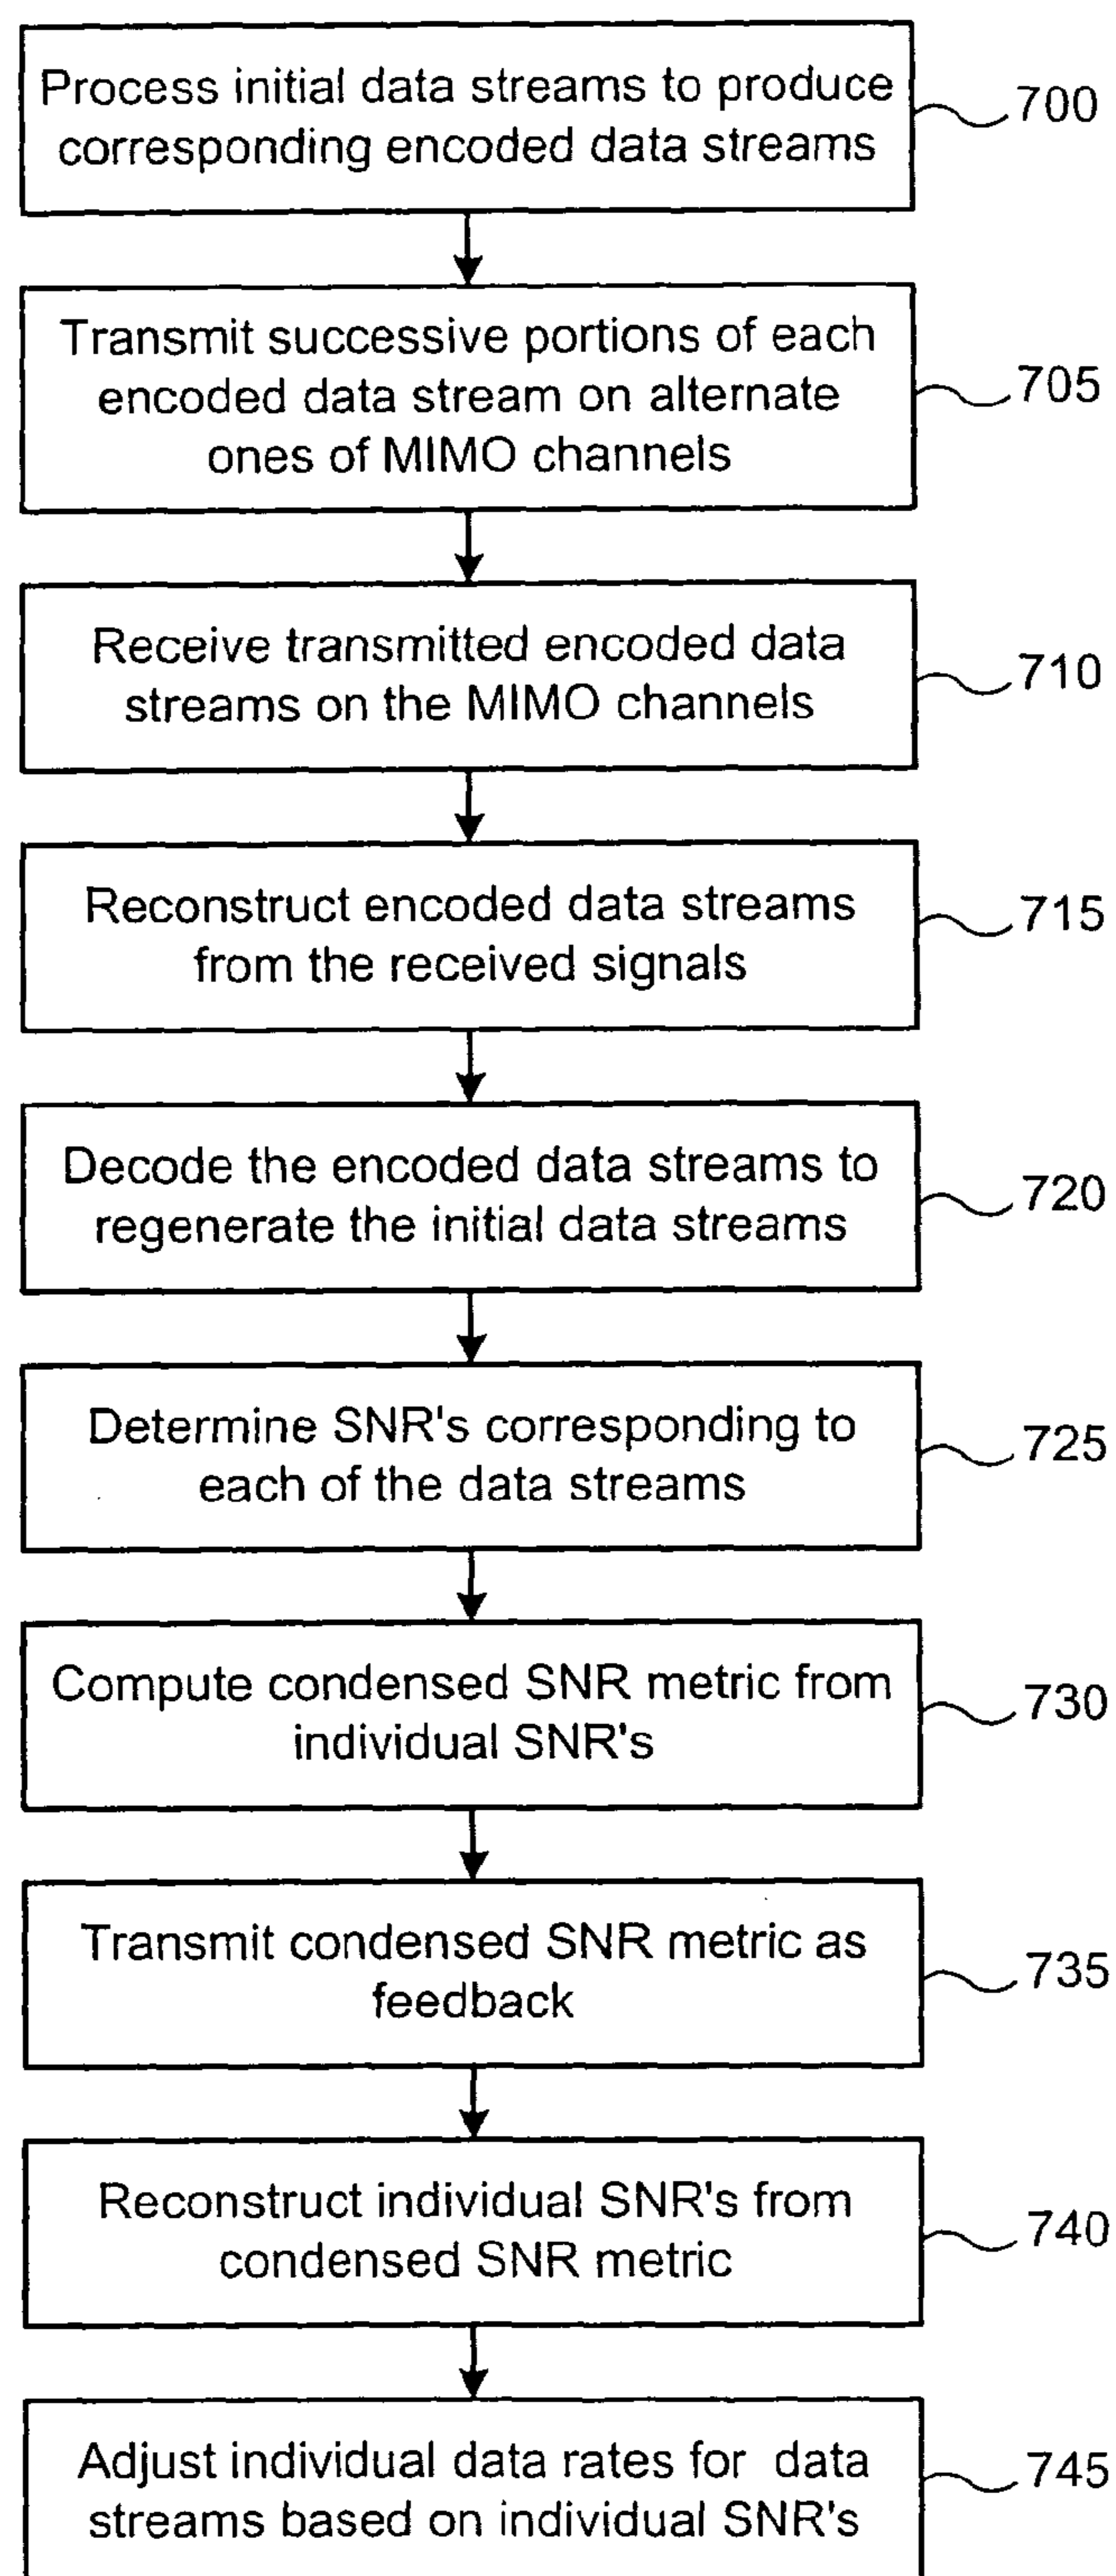 Process initial data streams to produce
corresponding encoded data streams
700
Transmit successive portions of each
encoded data stream on alternate
ones of MIMO channels
705
Receive transmitted encoded data
streams on the MIMO channels
710
Reconstruct encoded data streams
from the received signals
715
Decode the encoded data streams to
regenerate the initial data streams
720
Determine SNR's corresponding to
each of the data streams
725
Compute condensed SNR metric from
individual SNR's
730
Transmit condensed SNR metric as
feedback
735
Reconstruct individual SNR's from
condensed SNR metric
740
Adjust individual data rates for data
streams based on individual SNR's
745